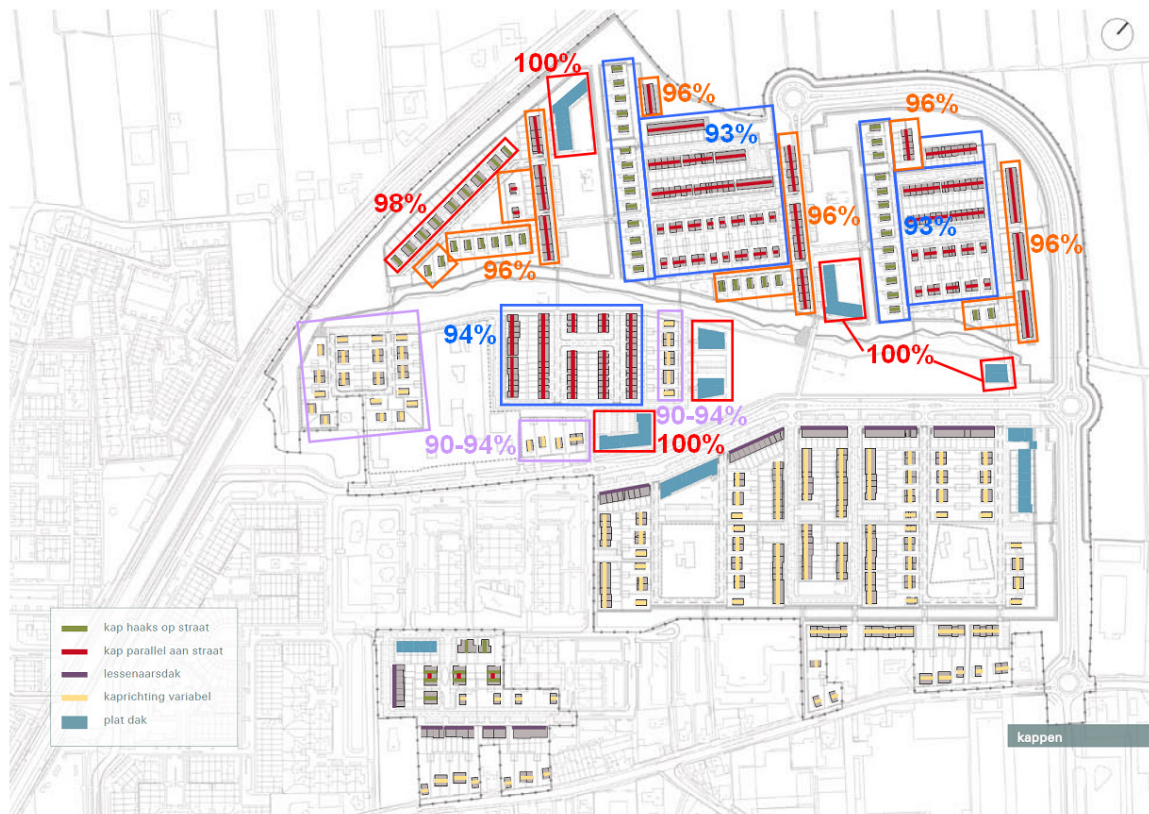 100%
96%
96%
93%
98%
96%
93%
96%
96%
94%
100%
90-94%
90-94%
100%
kap haaks op straat
kap parallel aan straat
lessenaarsdak
kaprichting variabel
plat dak
kappen